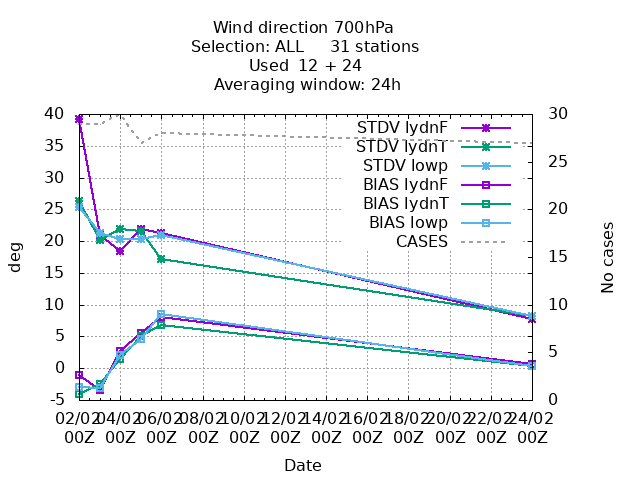 Wind direction 700hPa
Selection: ALL 31 stations
Used 12 + 24
Averaging window: 24h
40
35
30
25
20
15
10
5
0
-5
30
25
20
15
10
5
0
deg
No cases
STDV lydnF
STDV lydnT
STDV lowp
BIAS lydnF
BIAS lydnT
BIAS lowp
CASES
02/02 04/02 06/02 08/02 10/02 12/02 14/02 16/02 18/02 20/02 22/02 24/02
00Z 00Z 00Z 00Z 00Z 00Z 00Z 00Z 00Z 00Z 00Z 00Z
Date